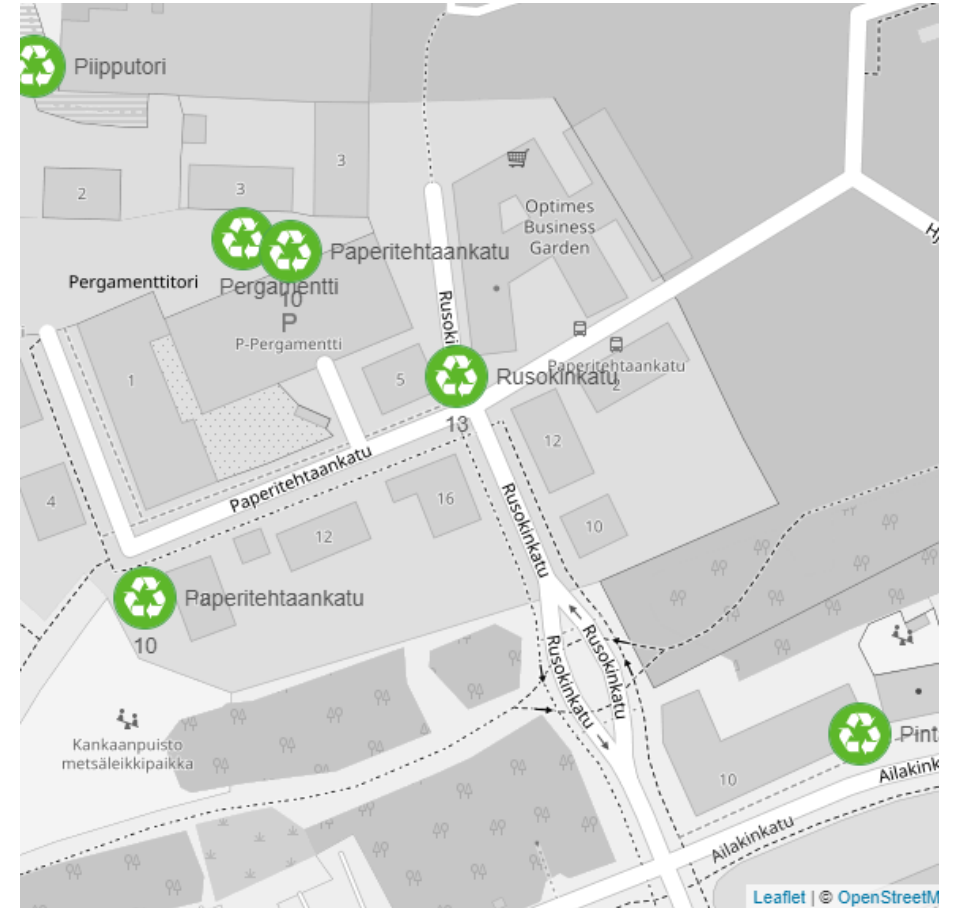 Piipputori
3
2
3
Optimes
Business
Garden
Paperitehtaankatu
Pergamenttitori
Pergamentti
10
P
P-Pergamentti
Paperitehtaankatu
Rusokinkatu
13
1
5
2
12
Paperitehtaankatu
4
16
12
10
Rusokinkatu
Paperitehtaankatu
10
Rusokinkatu
Rusokinkatu
Kankaanpuisto
metsäleikkipaikka
10
Ailakinkatu
Leaflet | © OpenStreetM